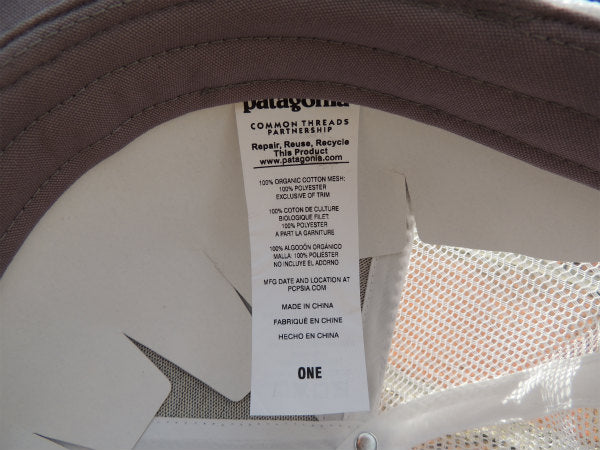 patagonia
COMMON THREADS
PARTNERSHIP
Repair, Reuse, Recycle
This Product
www.patagonia.com
100% ORGANIC COTTON MESH:
100% POLYESTER
EXCLUSIVE OF TRIM
100% COTON DE CULTURE
BIOLOGIQUE FILET:
100% POLYESTER
A PART LA GARNITURE
100% ALGODÓN ORGÁNICO
MALLA: 100% POLIÉSTER
NO INCLUYE EL ADORNO
MFG DATE AND LOCATION AT
PCPSIA.COM
MADE IN CHINA
FABRIQUÉ EN CHINE
HECHO EN CHINA
ONE